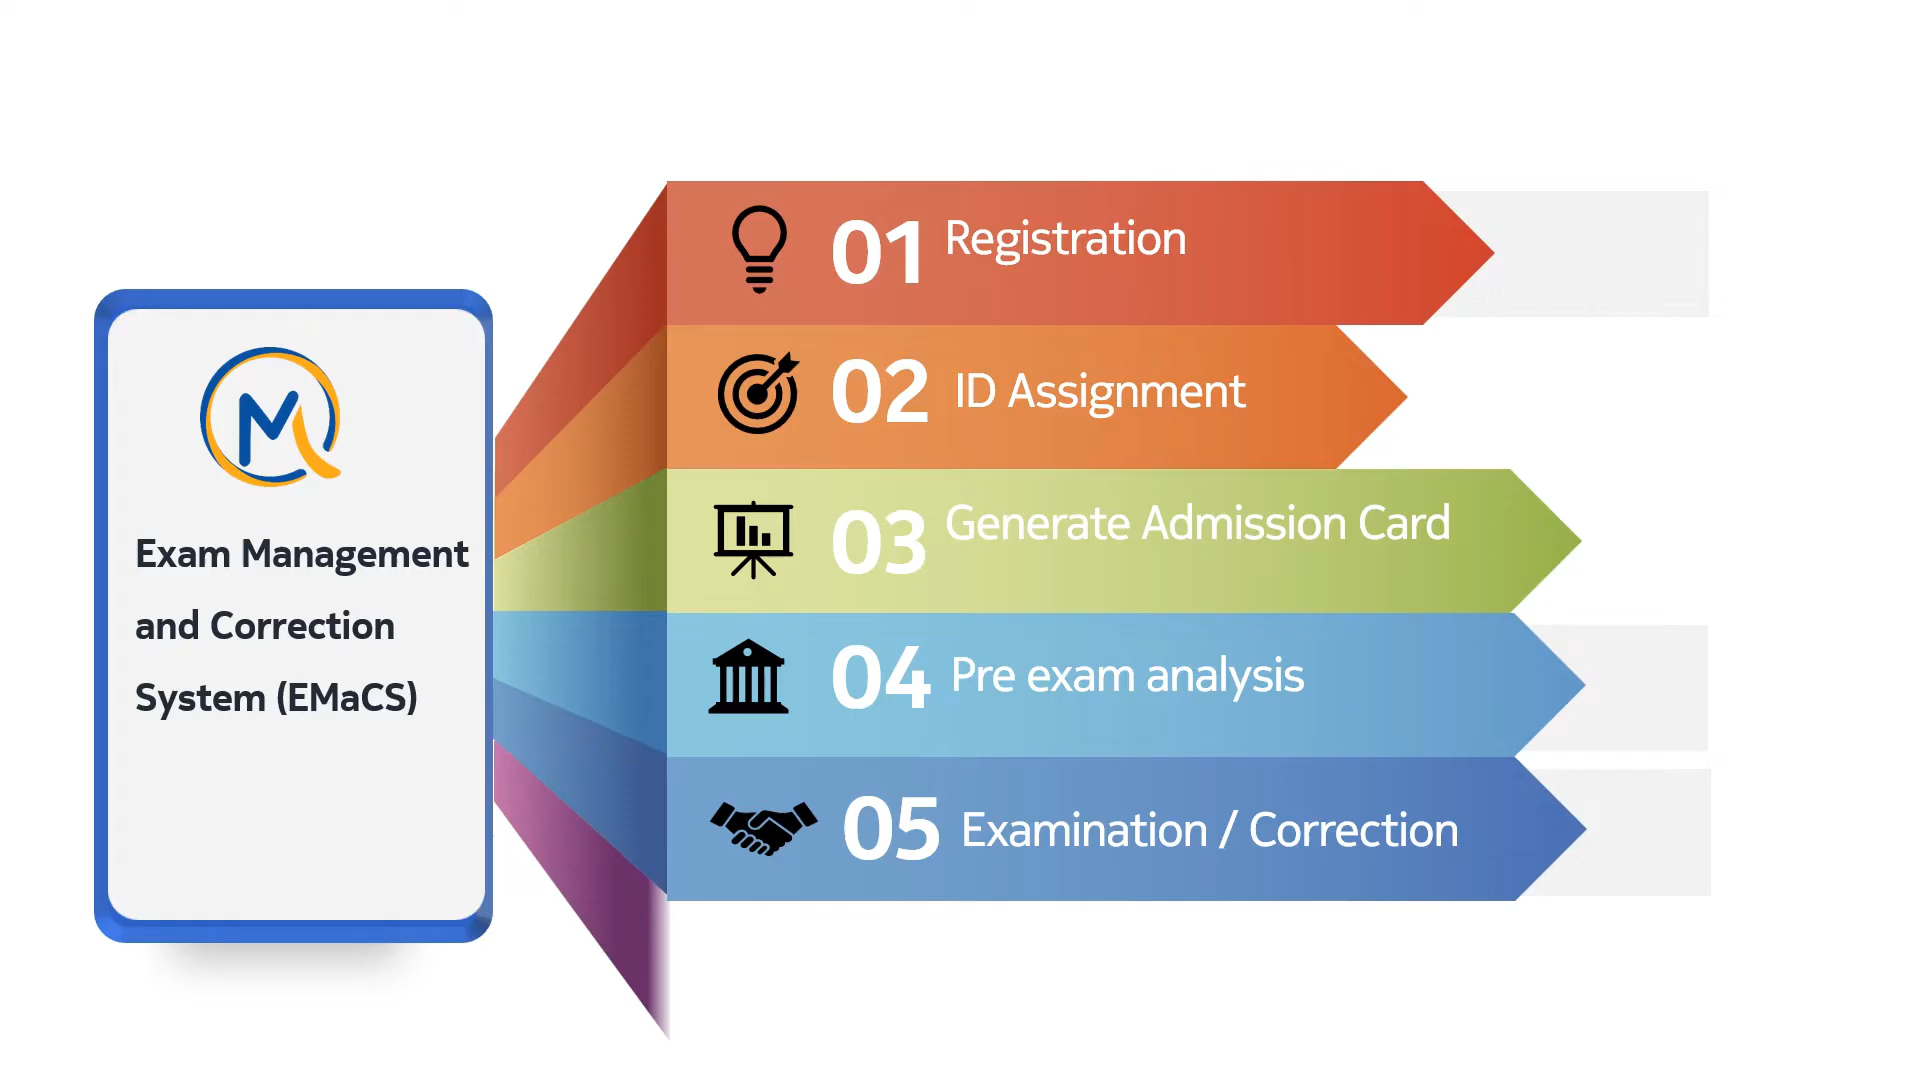 Exam Management
and Correction
System (EMaCS)
01 Registration
02 ID Assignment
03 Generate Admission Card
04 Pre exam analysis
05 Examination / Correction